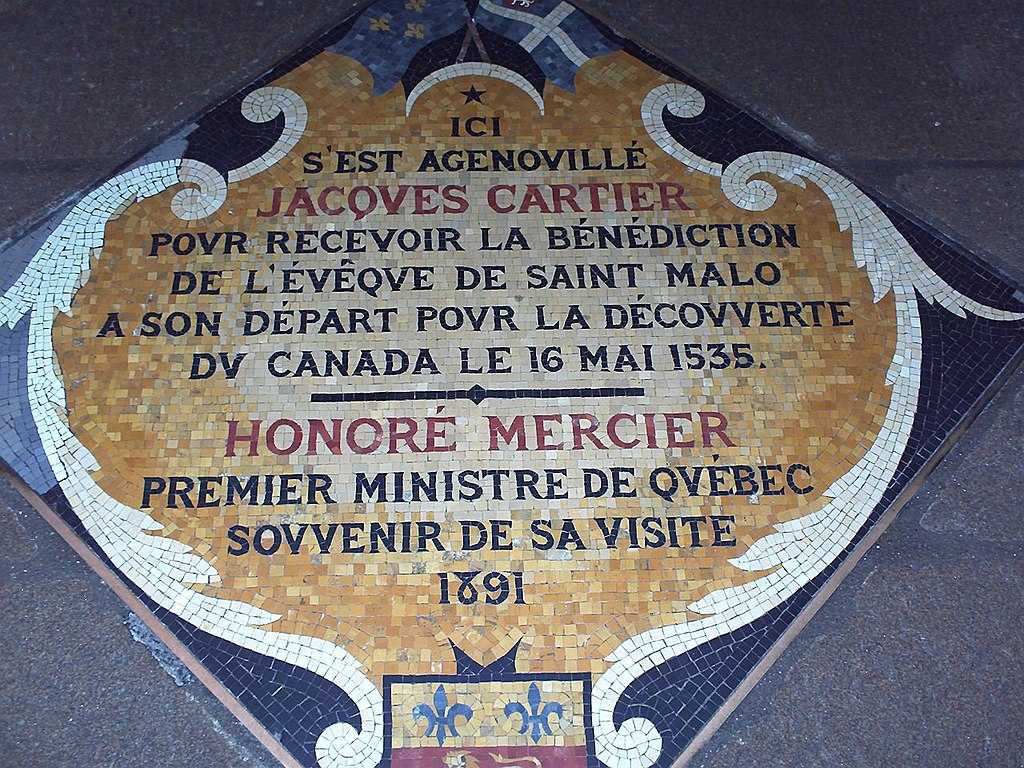 ICI
S'EST AGENOVILLÉ
JACQVES CARTIER
POVR RECEVOIR LA BÉNÉDICTION
DE L'ÉVÊQVE DE SAINT MALO
A SON DÉPART POVR LA DÉCOVVERTE
DV CANADA LE 16 MAI 1535.
HONORÉ MERCIER
PREMIER MINISTRE DE QVÉBEC
SOVVENIR DE SA VISITE
1891